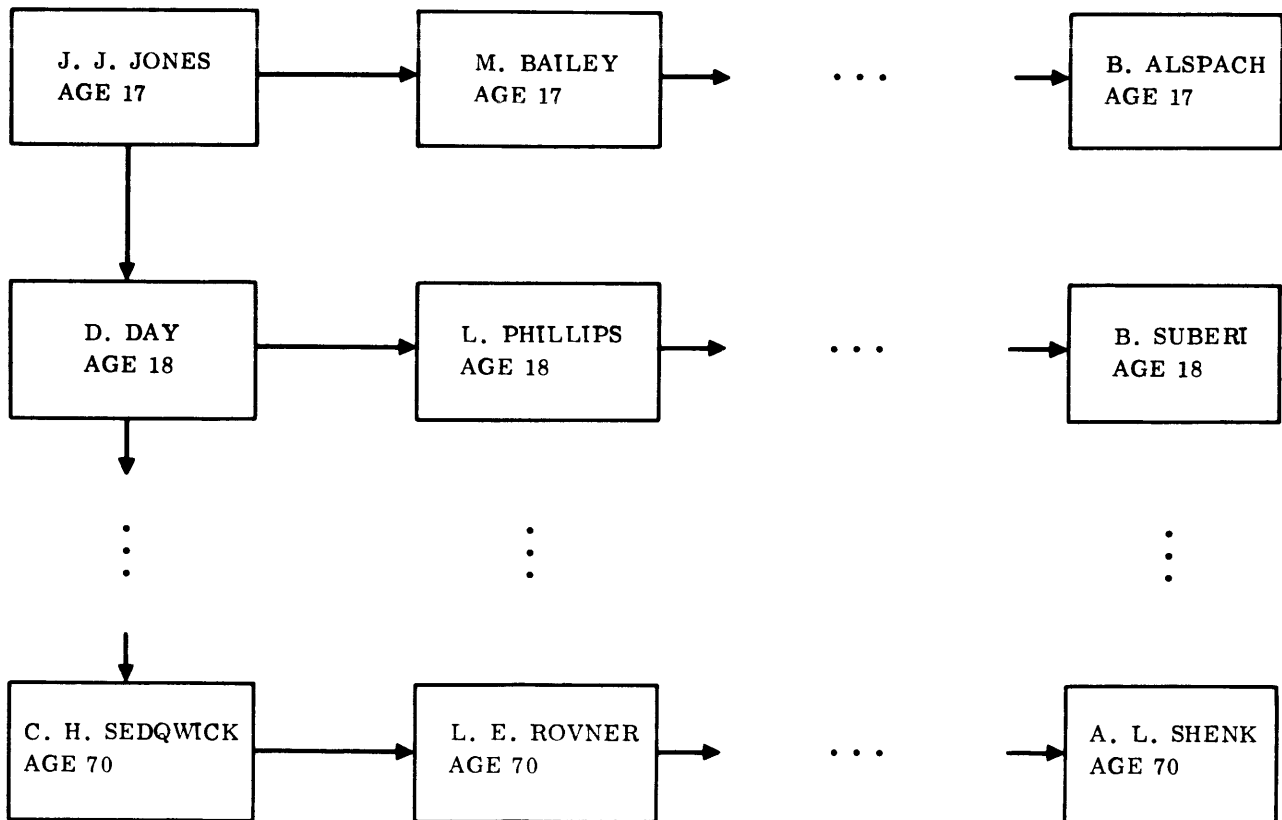 J. J. JONES
AGE 17
M. BAILEY
AGE 17
. . .
B. ALSPACH
AGE 17
D. DAY
AGE 18
L. PHILLIPS
AGE 18
. . .
B. SUBERI
AGE 18
C. H. SEDQWICK
AGE 70
L. E. ROVNER
AGE 70
. . .
A. L. SHENK
AGE 70